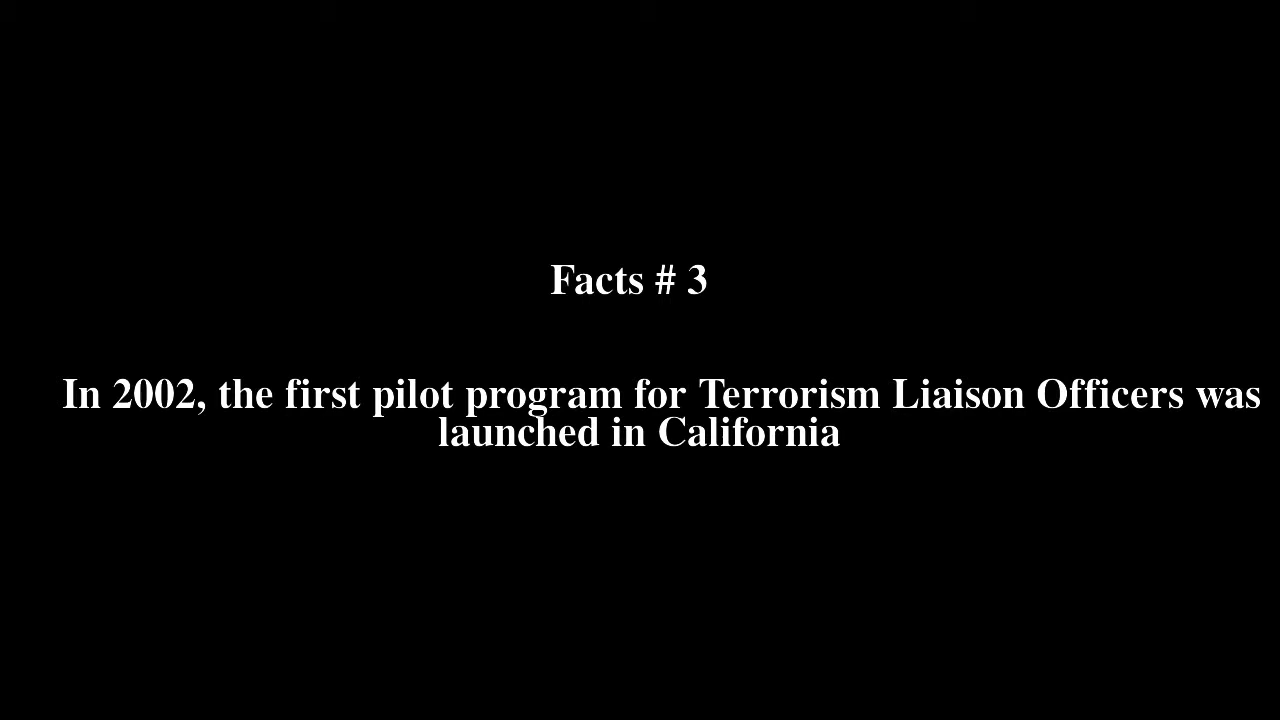 Facts # 3
In 2002, the first pilot program for Terrorism Liaison Officers was
launched in California